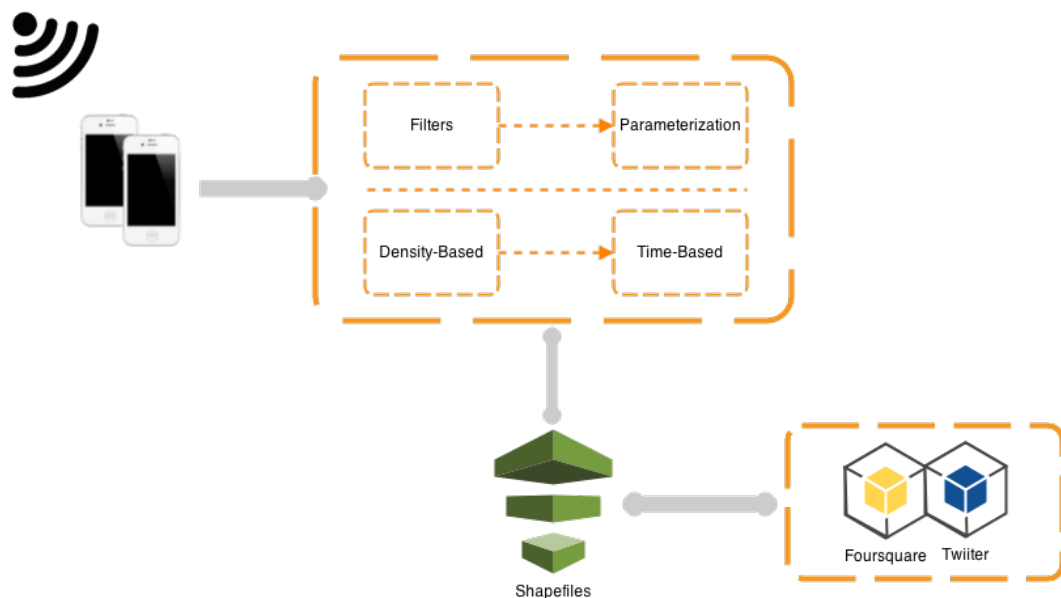 Filters
Parameterization
Density-Based
Time-Based
Shapefiles
Foursquare
Twiiter